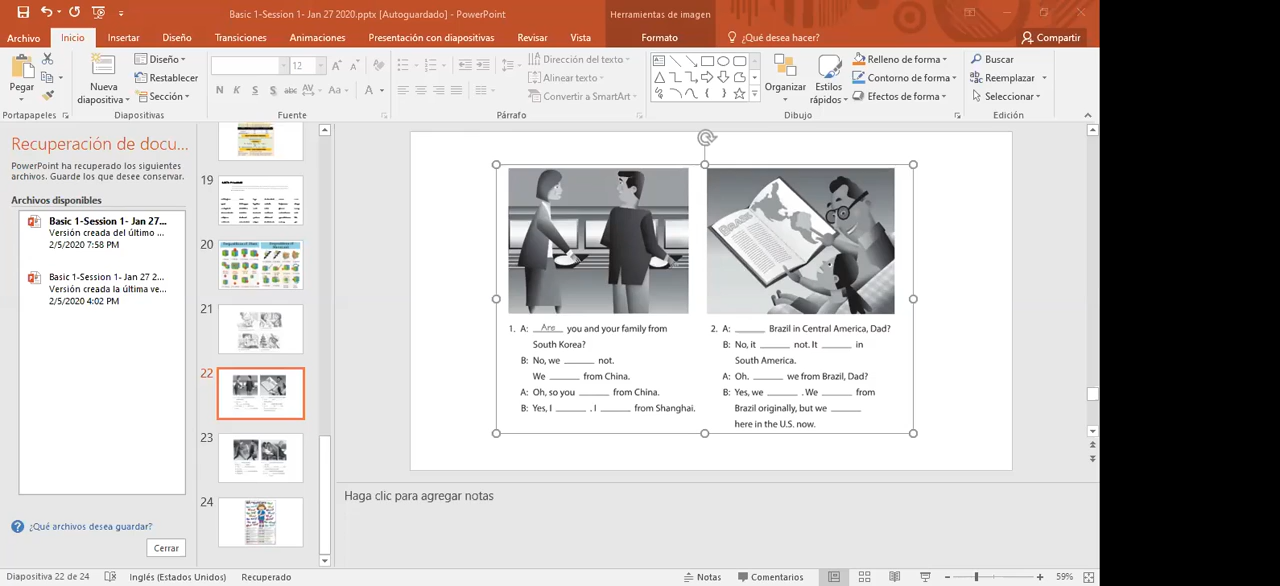 Basic 1-Session 1- Jan 27 2020.pptx [Autoguardado] - PowerPoint
Herramientas de imagen
Archivo Inicio Insertar Diseño Transiciones Animaciones Presentación con diapositivas Revisar Vista Formato ¿Qué desea hacer? Compartir
Pegar
Nueva diapositiva
Diseño
Restablecer
Sección
12
N K S S abc AV Aa A
Dirección del texto
Alinear texto
Convertir a SmartArt
Organizar
Estilos rápidos
Relleno de forma
Contorno de forma
Efectos de forma
Buscar
Reemplazar
Seleccionar
Portapapeles Diapositivas Fuente Párrafo Dibujo Edición
Recuperación de docu...
PowerPoint ha recuperado los siguientes
archivos. Guarde los que desee conservar.
Archivos disponibles
Basic 1-Session 1- Jan 27...
Versión creada del último ...
2/5/2020 7:58 PM
Basic 1-Session 1- Jan 27 2...
Versión creada la última ve...
2/5/2020 4:02 PM
¿Qué archivos desea guardar?
Cerrar
19
20
21
22
23
24
1. A: Are you and your family from
South Korea?
B: No, we ______ not.
We ______ from China.
A: Oh, so you ______ from China.
B: Yes, I ______ . I ______ from Shanghai.
2. A: ______ Brazil in Central America, Dad?
B: No, it ______ not. It ______ in
South America.
A: Oh. ______ we from Brazil, Dad?
B: Yes, we ______ . We ______ from
Brazil originally, but we ______
here in the U.S. now.
Haga clic para agregar notas
Diapositiva 22 de 24 Inglés (Estados Unidos) Recuperado Notas Comentarios 59%